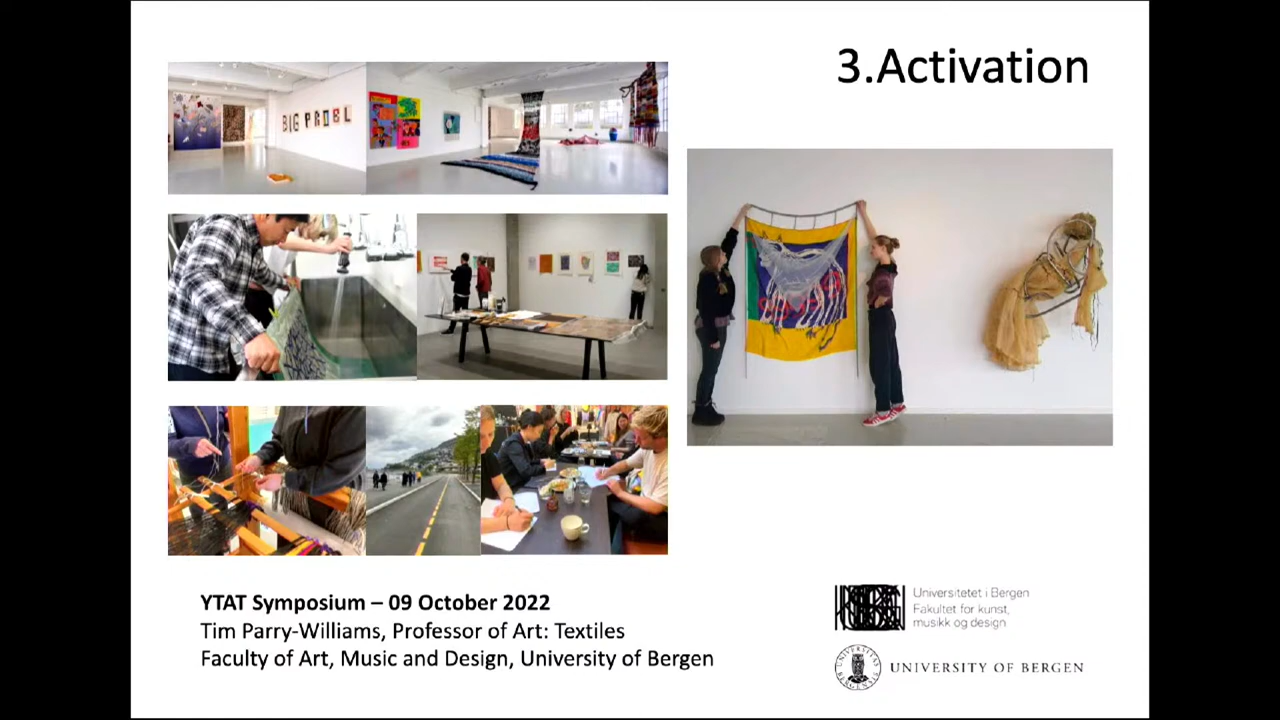 3.Activation
BIG PROBL
YTAT Symposium – 09 October 2022
Tim Parry-Williams, Professor of Art: Textiles
Faculty of Art, Music and Design, University of Bergen
Universitetet i Bergen
Fakultet for kunst,
musikk og design
UNIVERSITY OF BERGEN